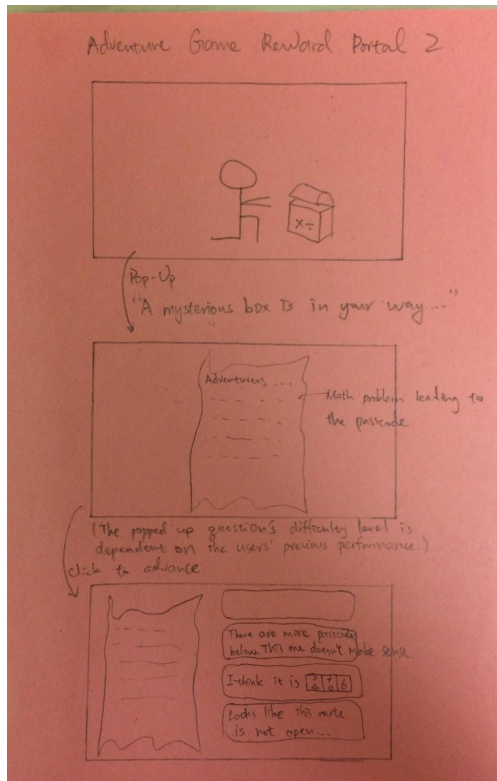 Adventure Game Reward Portal 2
×÷
Pop-Up
"A mysterious box is in your way..."
Adventurers ...
Math problem leading to
the passcode
(The popped up question's difficulty level is
dependent on the users' previous performance.)
click to advance
There are more passcode
below. This one doesn't make sense
I think it is 6
Looks like this route
is not open...